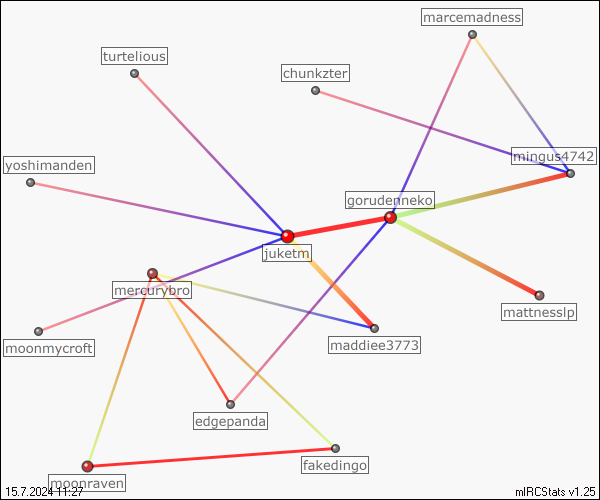 marcemadness
turtelious
chunkzter
mingus4742
yoshimanden
gorudenneko
juketm
mercurybro
mattnesslp
maddiee3773
moonmycroft
edgepanda
fakedingo
moonraven
15.7.2024 11:27
mIRCStats v1.25